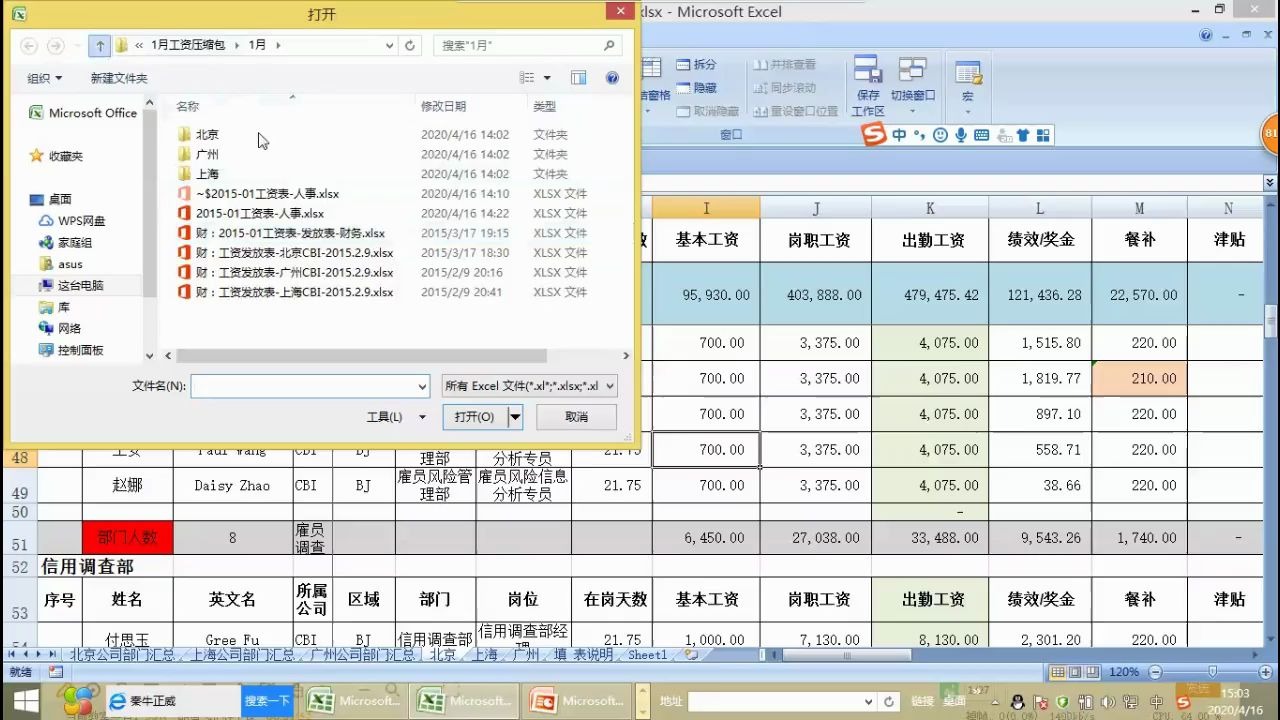 打开
.xlsx - Microsoft Excel
« 1月工资压缩包 ▸ 1月 ▸
搜索"1月"
组织 新建文件夹
拆分 并排查看
隐藏 同步滚动
取消隐藏 重设窗口位置
保存工作区 切换窗口 宏
窗口
中
81
Microsoft Office
收藏夹
桌面
WPS网盘
家庭组
asus
这台电脑
库
网络
控制面板
名称 修改日期 类型
北京 2020/4/16 14:02 文件夹
广州 2020/4/16 14:02 文件夹
上海 2020/4/16 14:02 文件夹
~$2015-01工资表-人事.xlsx 2020/4/16 14:10 XLSX 文件
2015-01工资表-人事.xlsx 2020/4/16 14:22 XLSX 文件
财：2015-01工资表-发放表-财务.xlsx 2015/3/17 19:15 XLSX 文件
财：工资发放表-北京CBI-2015.2.9.xlsx 2015/3/17 18:30 XLSX 文件
财：工资发放表-广州CBI-2015.2.9.xlsx 2015/2/9 20:16 XLSX 文件
财：工资发放表-上海CBI-2015.2.9.xlsx 2015/2/9 20:41 XLSX 文件
文件名(N): 所有 Excel 文件(*.xl*;*.xlsx;*.xl
工具(L) 打开(O) 取消
I J K L M N
基本工资 岗职工资 出勤工资 绩效/奖金 餐补 津贴
95,930.00 403,888.00 479,475.42 121,436.28 22,570.00 -
700.00 3,375.00 4,075.00 1,515.80 220.00
700.00 3,375.00 4,075.00 1,819.77 210.00
700.00 3,375.00 4,075.00 897.10 220.00
48 Paul Wang CBI BJ 理部 分析专员 21.75 700.00 3,375.00 4,075.00 558.71 220.00
49 赵娜 Daisy Zhao CBI BJ 雇员风险管理部 雇员风险信息分析专员 21.75 700.00 3,375.00 4,075.00 38.66 220.00
50 -
51 部门人数 8 雇员调查 6,450.00 27,038.00 33,488.00 9,543.26 1,740.00 -
52 信用调查部
53 序号 姓名 英文名 所属公司 区域 部门 岗位 在岗天数 基本工资 岗职工资 出勤工资 绩效/奖金 餐补 津贴
付思玉 Gree Fu CBI BJ 信用调查部 信用调查部经理 21.75 1,000.00 7,130.00 8,130.00 2,301.20 220.00
北京公司部门汇总 上海公司部门汇总 广州公司部门汇总 北京 上海 广州 填 表说明 Sheet1
就绪 120%
秦牛正威 搜索一下 Microsoft... Microsoft... Microsoft... 地址 链接 桌面 中 15:03
2020/4/16